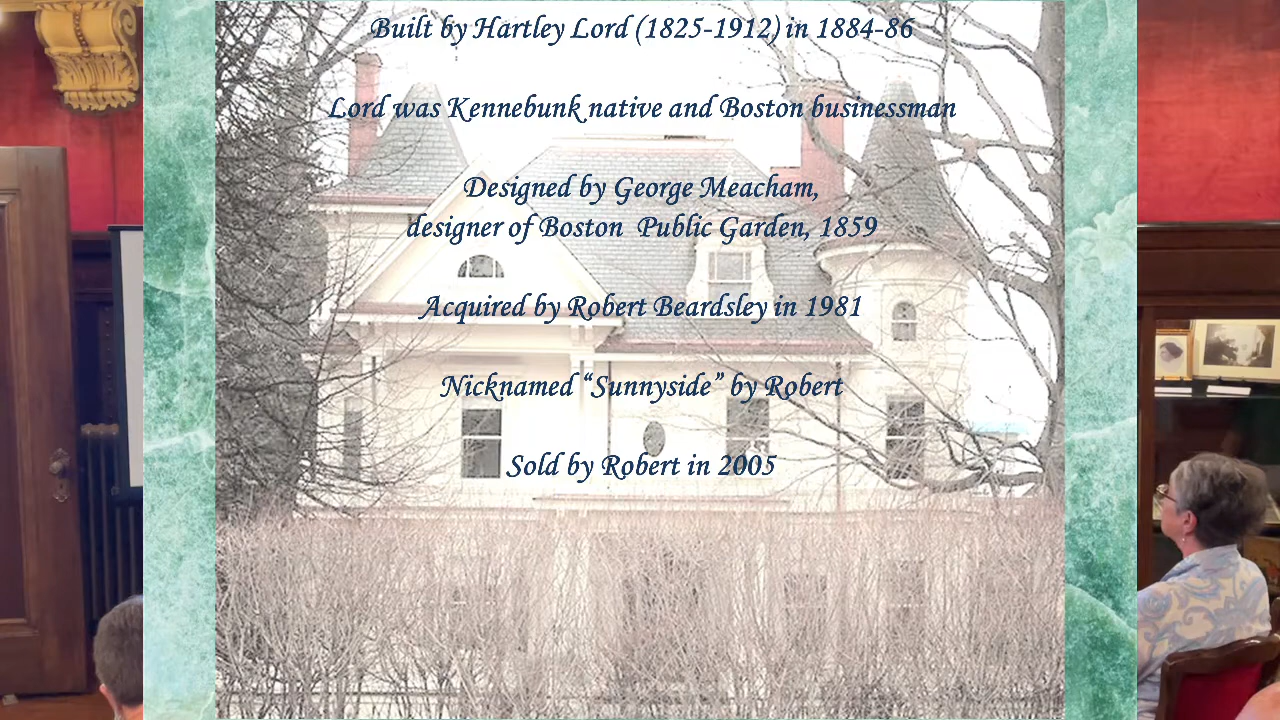 Built by Hartley Lord (1825-1912) in 1884-86
Lord was Kennebunk native and Boston businessman
Designed by George Meacham,
designer of Boston Public Garden, 1859
Acquired by Robert Beardsley in 1981
Nicknamed “Sunnyside” by Robert
Sold by Robert in 2005